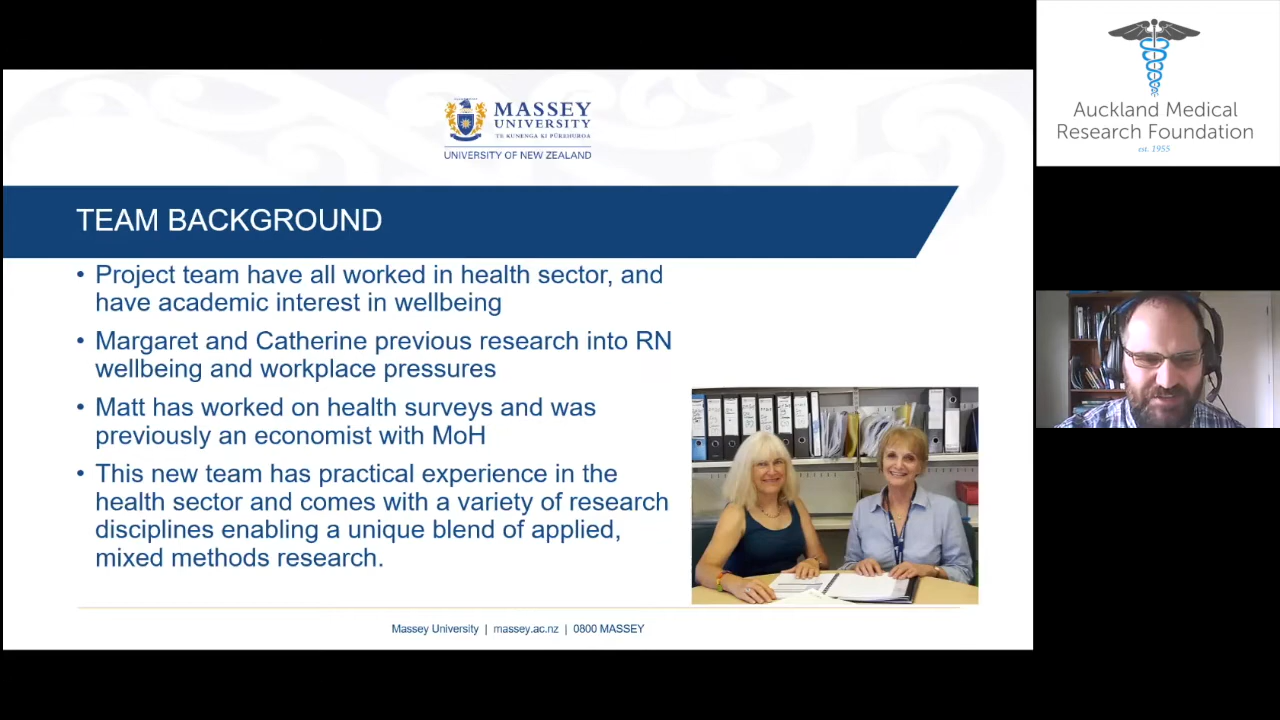 MASSEY
UNIVERSITY
TE KUNENGA KI PŪREHUROA
UNIVERSITY OF NEW ZEALAND
TEAM BACKGROUND
• Project team have all worked in health sector, and
have academic interest in wellbeing
• Margaret and Catherine previous research into RN
wellbeing and workplace pressures
• Matt has worked on health surveys and was
previously an economist with MoH
• This new team has practical experience in the
health sector and comes with a variety of research
disciplines enabling a unique blend of applied,
mixed methods research.
Massey University | massey.ac.nz | 0800 MASSEY
Auckland Medical
Research Foundation
est. 1955